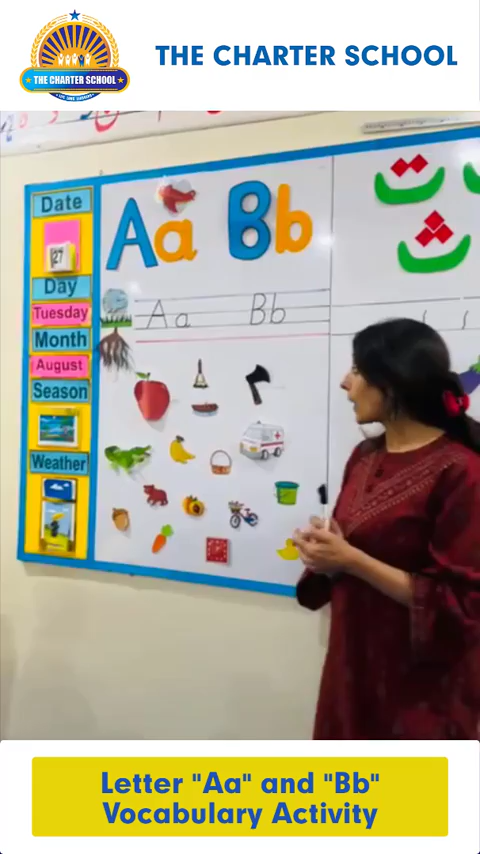 THE CHARTER SCHOOL
THE CHARTER SCHOOL
Date
27
Day
Tuesday
Month
August
Season
Weather
Aa Bb
Aa Bb
ت
ث
Letter "Aa" and "Bb"
Vocabulary Activity